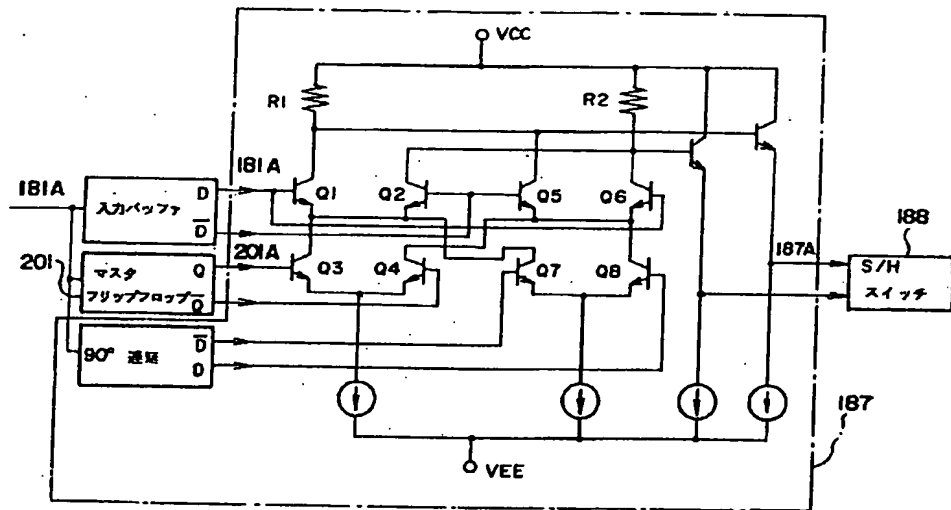 VCC
R1
R2
181A
181A
D
入力バッファ
D
Q1
Q2
Q5
Q6
201
201A
Q
マスタ
フリップフロップ
Q
Q3
Q4
Q7
Q8
187A
188
S/H
スイッチ
90° 遅延
D
D
187
VEE